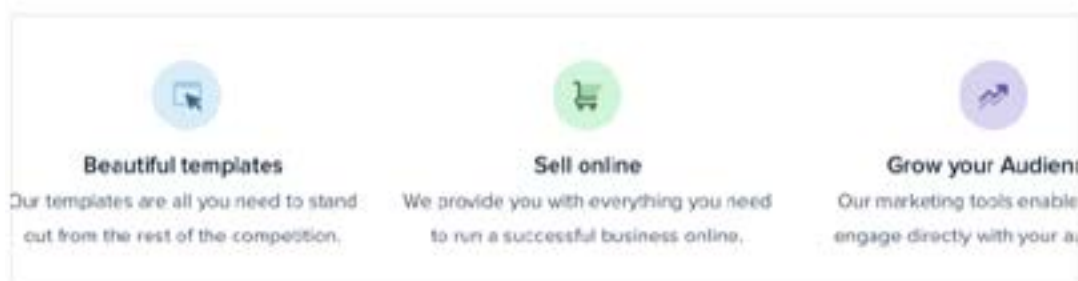 Beautiful templates
Our templates are all you need to stand
out from the rest of the competition.
Sell online
We provide you with everything you need
to run a successful business online.
Grow your
Our marketing tools enable
engage directly with your